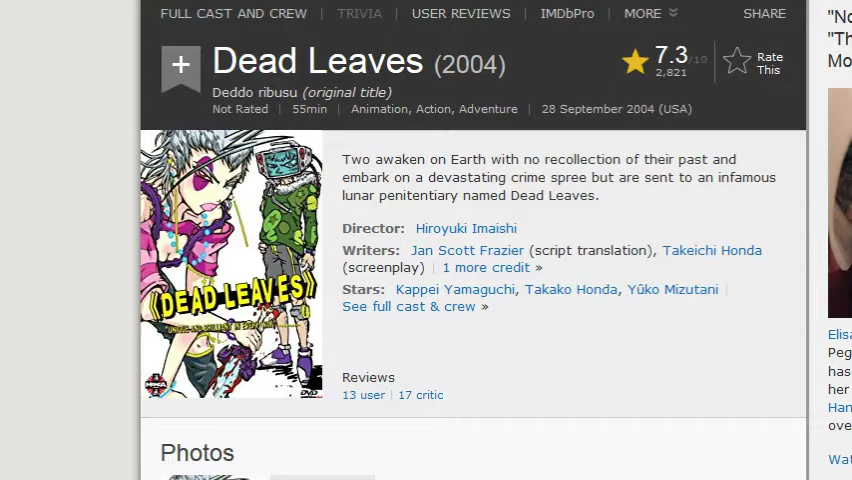 FULL CAST AND CREW | TRIVIA | USER REVIEWS | IMDbPro | MORE SHARE
Dead Leaves (2004)
7.3/10
2,821
Rate This
Deddo ribusu (original title)
Not Rated | 55min | Animation, Action, Adventure | 28 September 2004 (USA)
Two awaken on Earth with no recollection of their past and
embark on a devastating crime spree but are sent to an infamous
lunar penitentiary named Dead Leaves.
Director: Hiroyuki Imaishi
Writers: Jan Scott Frazier (script translation), Takeichi Honda
(screenplay) | 1 more credit »
Stars: Kappei Yamaguchi, Takako Honda, Yûko Mizutani |
See full cast & crew »
Reviews
13 user | 17 critic
Photos
DEAD LEAVES
MANGA
DVD
"No
"Th
Mo
Elisa
Peg
has
her
Han
ove
Wat